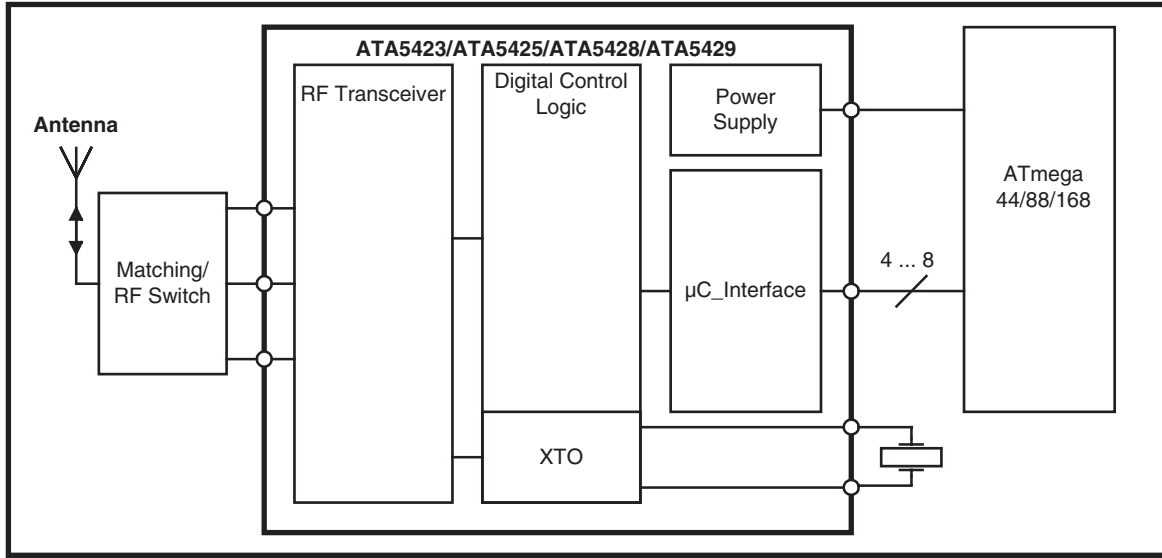 ATA5423/ATA5425/ATA5428/ATA5429
RF Transceiver
Digital Control
Logic
Power
Supply
Antenna
ATmega
44/88/168
Matching/
RF Switch
µC_Interface
4 ... 8
XTO